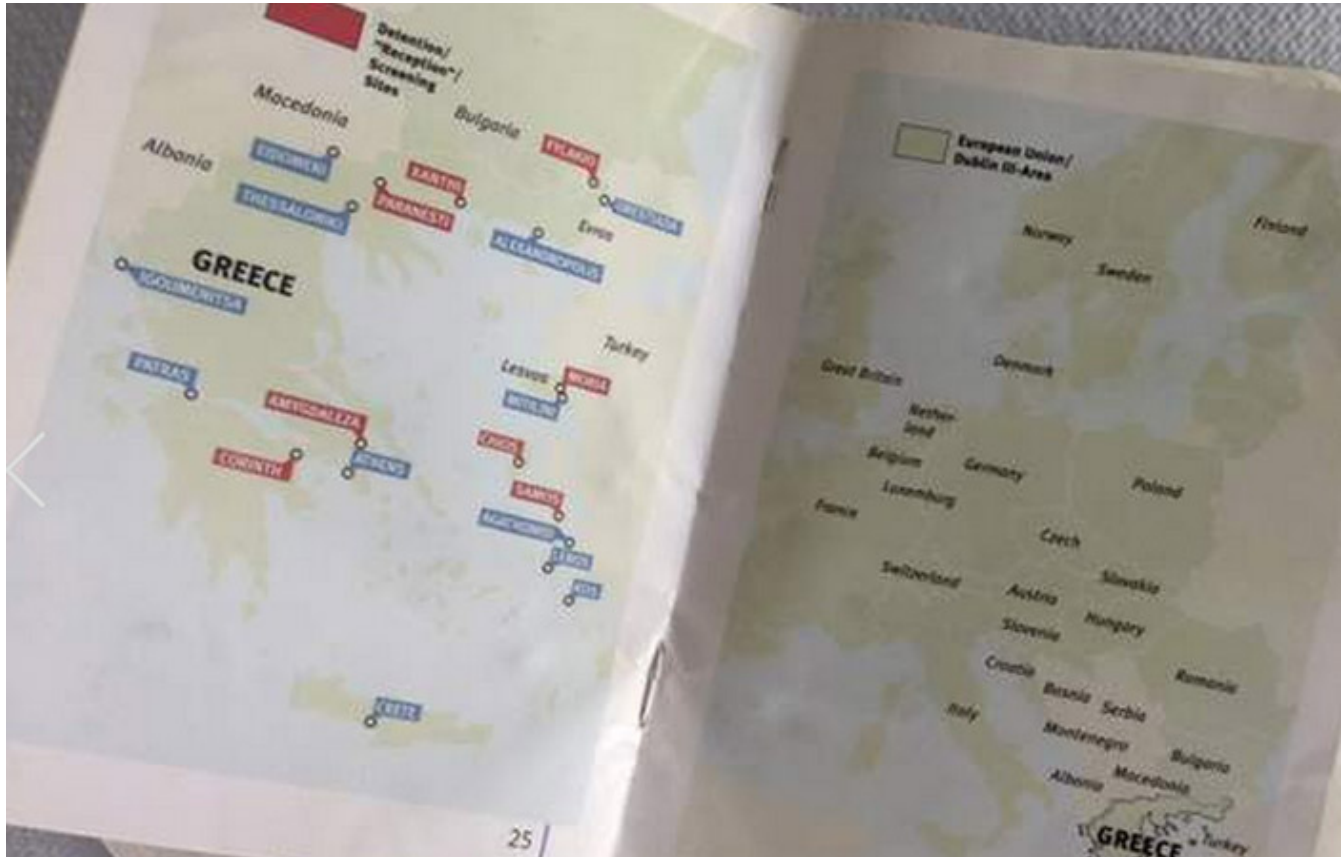 Detention/
"Reception"/
Screening
Sites
Macedonia
Bulgaria
Albania
FYLAKIO
EIDOMENI
XANTHI
PARANESTI
ORESTIADA
THESSALONIKI
Evros
ALEXANDROPOLIS
GREECE
IGOUMENITSA
Turkey
PATRAS
Lesvos
MORIA
MITILINI
AMYGDALEZA
CHIOS
CORINTH
ATHENS
SAMOS
LEROS
KOS
CRETE
25
European Union/
Dublin III-Area
Norway
Finland
Sweden
Denmark
Great Britain
Nether-
land
Belgium
Germany
Poland
Luxemburg
France
Czech
Slovakia
Switzerland
Austria
Hungary
Slovenia
Croatia
Romania
Bosnia
Serbia
Italy
Montenegro
Bulgaria
Albania
Macedonia
GREECE
Turkey